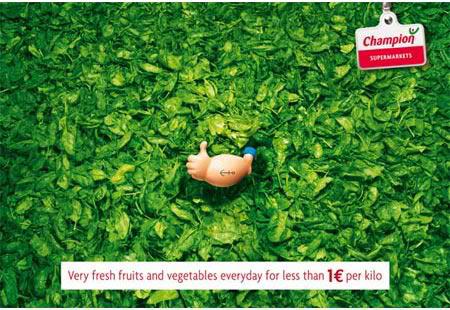 Champion
SUPERMARKETS
Very fresh fruits and vegetables everyday for less than 1€ per kilo